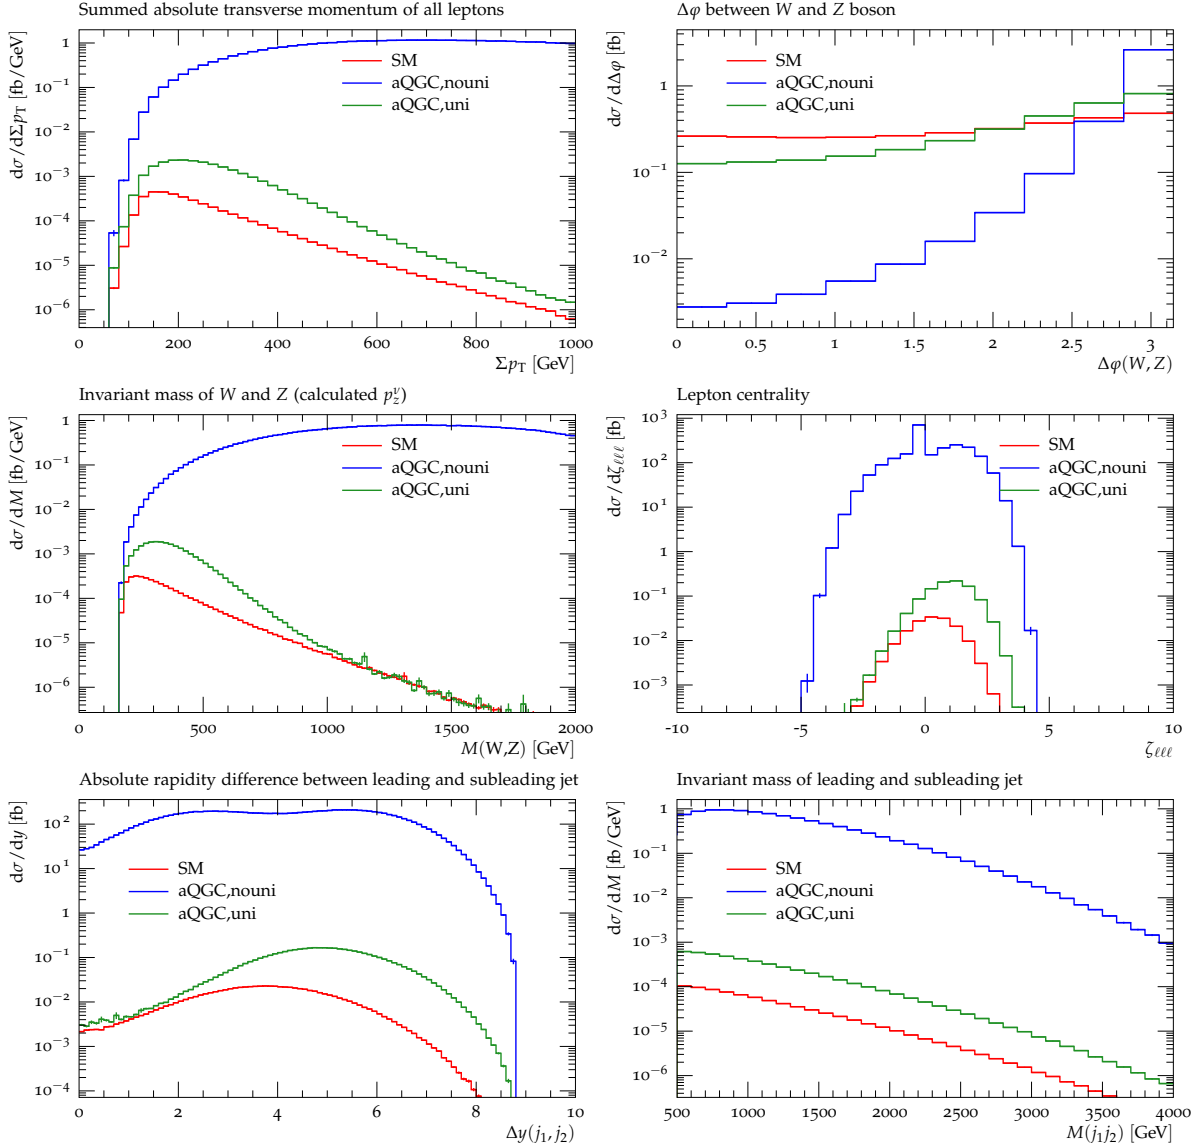 Summed absolute transverse momentum of all leptons
dσ/dΣp_T [fb/GeV]
1
10⁻¹
10⁻²
10⁻³
10⁻⁴
10⁻⁵
10⁻⁶
SM
aQGC,nouni
aQGC,uni
0 200 400 600 800 1000
Σp_T [GeV]
Δφ between W and Z boson
dσ/dΔφ [fb]
1
10⁻¹
10⁻²
SM
aQGC,nouni
aQGC,uni
0 0.5 1 1.5 2 2.5 3
Δφ(W, Z)
Invariant mass of W and Z (calculated p_z^ν)
dσ/dM [fb/GeV]
1
10⁻¹
10⁻²
10⁻³
10⁻⁴
10⁻⁵
10⁻⁶
SM
aQGC,nouni
aQGC,uni
0 500 1000 1500 2000
M(W,Z) [GeV]
Lepton centrality
dσ/dζ_ℓℓℓ [fb]
10³
10²
10¹
1
10⁻¹
10⁻²
10⁻³
SM
aQGC,nouni
aQGC,uni
-10 -5 0 5 10
ζ_ℓℓℓ
Absolute rapidity difference between leading and subleading jet
dσ/dy [fb]
10²
10¹
1
10⁻¹
10⁻²
10⁻³
10⁻⁴
SM
aQGC,nouni
aQGC,uni
0 2 4 6 8 10
Δy(j₁, j₂)
Invariant mass of leading and subleading jet
dσ/dM [fb/GeV]
1
10⁻¹
10⁻²
10⁻³
10⁻⁴
10⁻⁵
10⁻⁶
SM
aQGC,nouni
aQGC,uni
500 1000 1500 2000 2500 3000 3500 4000
M(j₁j₂) [GeV]